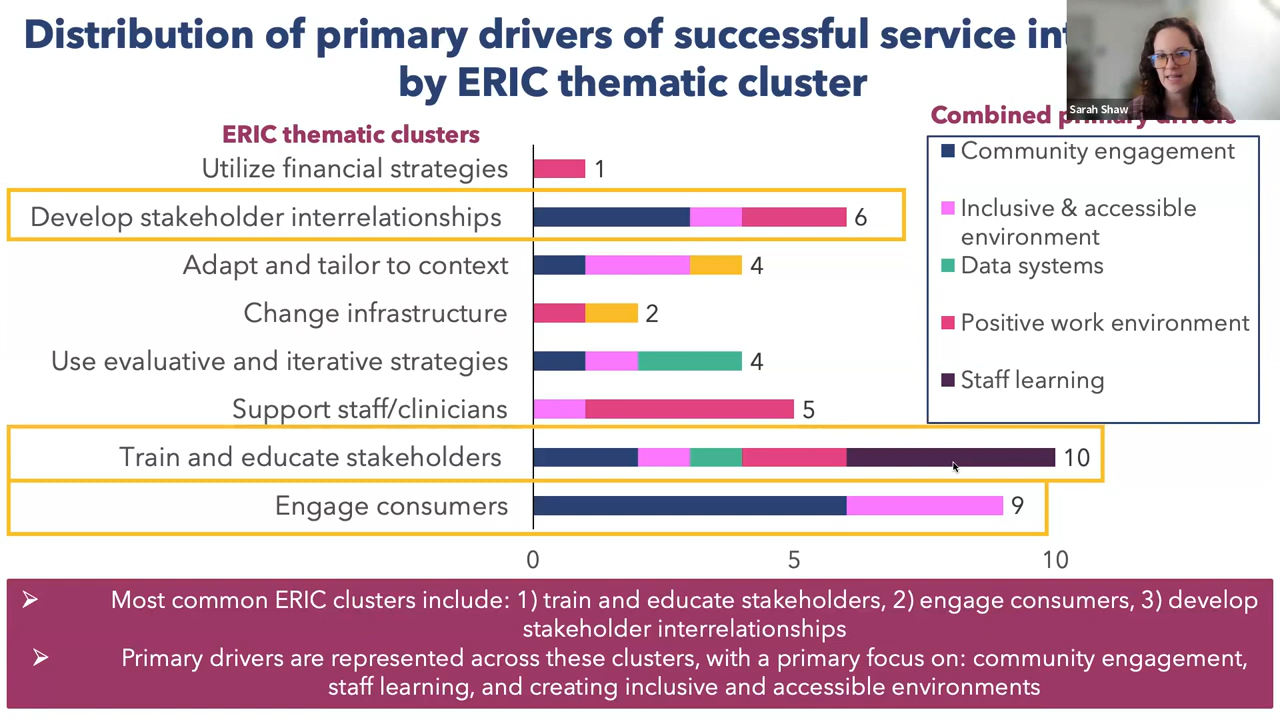 Distribution of primary drivers of successful service
by ERIC thematic cluster
Sarah Shaw
ERIC thematic clusters
Combined primary drivers
Utilize financial strategies 1
Develop stakeholder interrelationships 6
Adapt and tailor to context 4
Change infrastructure 2
Use evaluative and iterative strategies 4
Support staff/clinicians 5
Train and educate stakeholders 10
Engage consumers 9
0 5 10
Community engagement
Inclusive & accessible
environment
Data systems
Positive work environment
Staff learning
Most common ERIC clusters include: 1) train and educate stakeholders, 2) engage consumers, 3) develop
stakeholder interrelationships
Primary drivers are represented across these clusters, with a primary focus on: community engagement,
staff learning, and creating inclusive and accessible environments